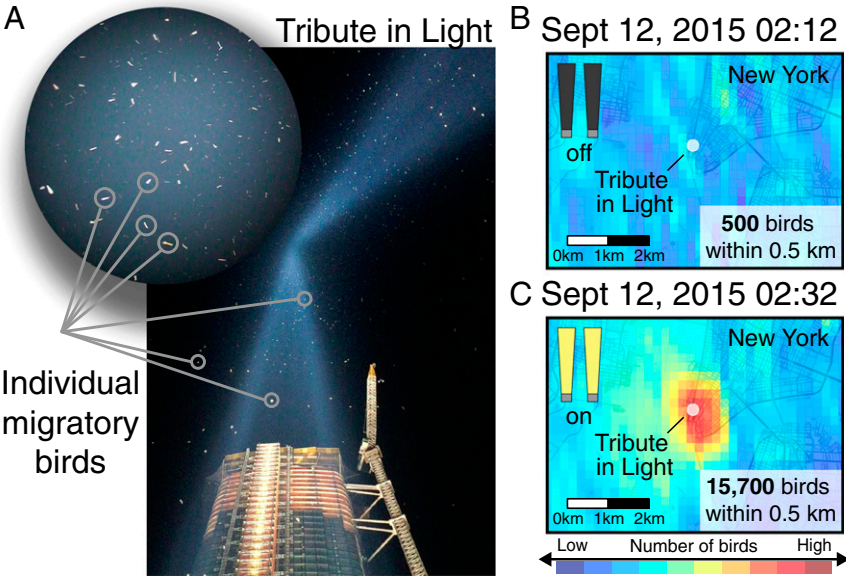 A
Tribute in Light
Individual
migratory
birds
B
Sept 12, 2015 02:12
New York
off
Tribute
in Light
500 birds
within 0.5 km
0km 1km 2km
C Sept 12, 2015 02:32
New York
on
Tribute
in Light
15,700 birds
within 0.5 km
0km 1km 2km
Low Number of birds High